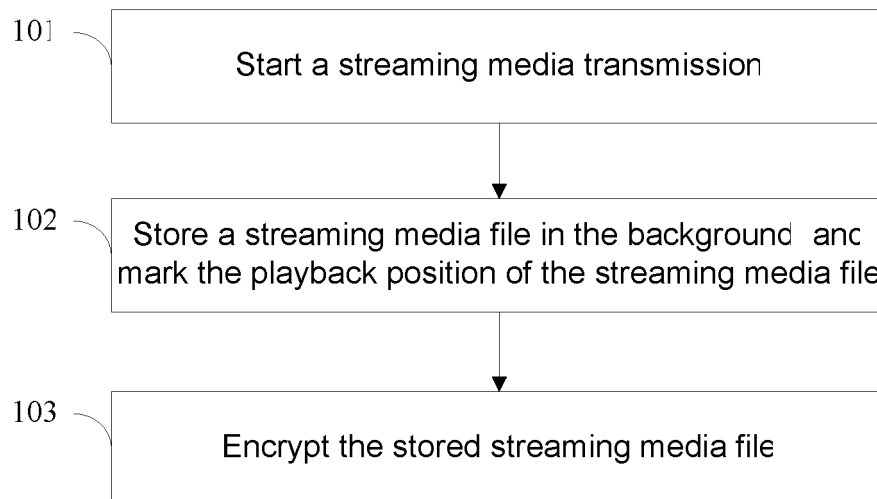 101
Start a streaming media transmission
102
Store a streaming media file in the background and
mark the playback position of the streaming media file
103
Encrypt the stored streaming media file